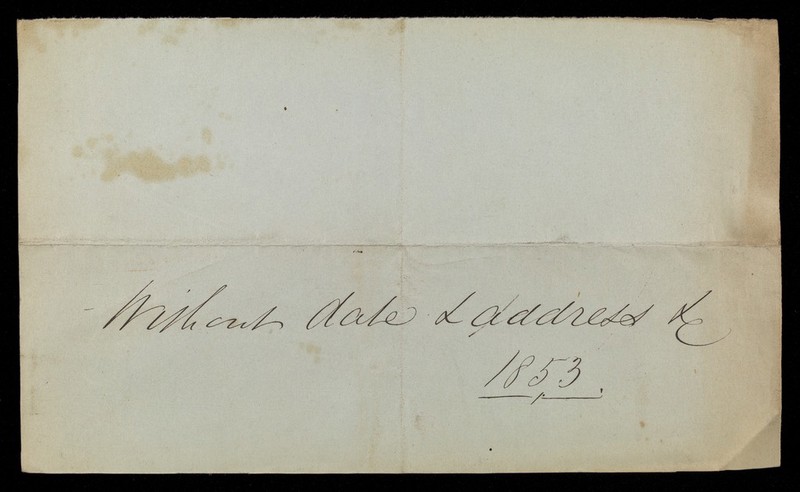 Without date & address &c
1853.